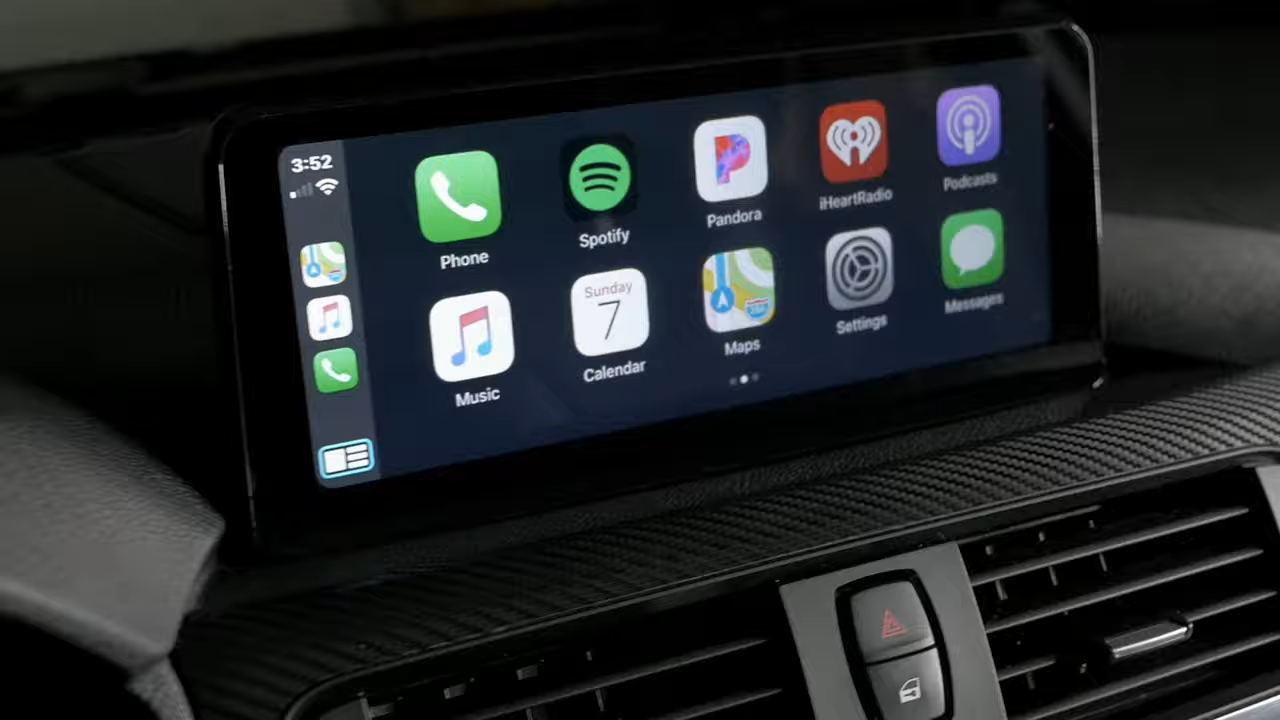 3:52
Phone
Spotify
Pandora
iHeartRadio
Podcasts
Music
Sunday
7
Calendar
Maps
Settings
Messages